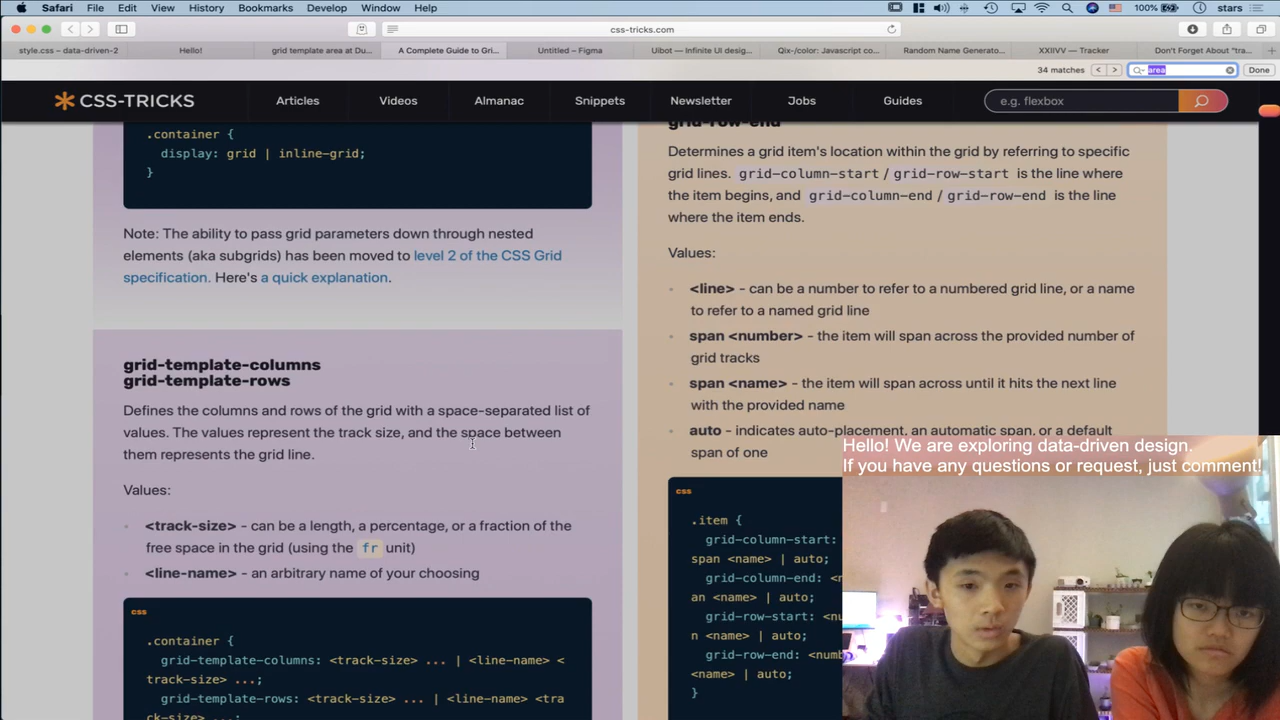 Safari File Edit View History Bookmarks Develop Window Help
100%
stars
css-tricks.com
style.css – data-driven-2
Hello!
grid template area at Du...
A Complete Guide to Gri...
Untitled – Figma
Uibot — Infinite UI desig...
Qix-/color: Javascript co...
Random Name Generato...
XXIIVV — Tracker
Don't Forget About "tra...
34 matches
area
Done
CSS-TRICKS
Articles
Videos
Almanac
Snippets
Newsletter
Jobs
Guides
e.g. flexbox
.container {
display: grid | inline-grid;
}
Note: The ability to pass grid parameters down through nested
elements (aka subgrids) has been moved to level 2 of the CSS Grid
specification. Here's a quick explanation.
grid-template-columns
grid-template-rows
Defines the columns and rows of the grid with a space-separated list of
values. The values represent the track size, and the space between
them represents the grid line.
Values:
<track-size> - can be a length, a percentage, or a fraction of the
free space in the grid (using the fr unit)
<line-name> - an arbitrary name of your choosing
css
.container {
grid-template-columns: <track-size> ... | <line-name> <
track-size> ...;
grid-template-rows: <track-size> ... | <line-name> <tra
ck-size> ...;
grid-row-end
Determines a grid item's location within the grid by referring to specific
grid lines. grid-column-start / grid-row-start is the line where
the item begins, and grid-column-end / grid-row-end is the line
where the item ends.
Values:
<line> - can be a number to refer to a numbered grid line, or a name
to refer to a named grid line
span <number> - the item will span across the provided number of
grid tracks
span <name> - the item will span across until it hits the next line
with the provided name
auto - indicates auto-placement, an automatic span, or a default
span of one
css
.item {
grid-column-start:
span <name> | auto;
grid-column-end: <n
an <name> | auto;
grid-row-start: <nu
n <name> | auto;
grid-row-end: <numb
<name> | auto;
}
Hello! We are exploring data-driven design.
If you have any questions or request, just comment!